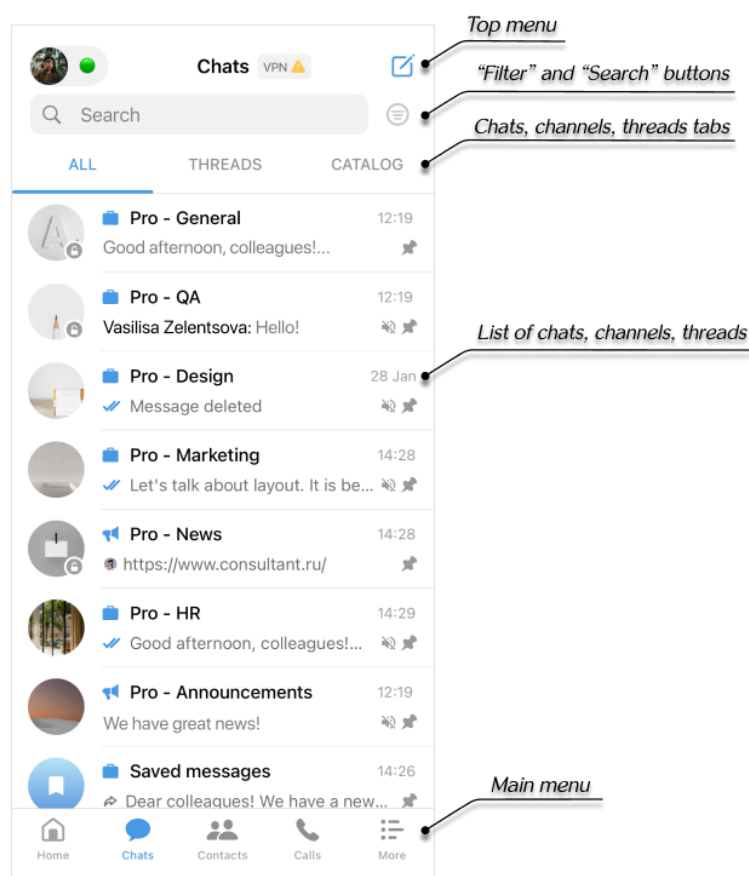 Top menu
Chats VPN
"Filter" and "Search" buttons
Search
Chats, channels, threads tabs
ALL THREADS CATALOG
Pro - General 12:19
Good afternoon, colleagues!...
Pro - QA 12:19
Vasilisa Zelentsova: Hello!
List of chats, channels, threads
Pro - Design 28 Jan
Message deleted
Pro - Marketing 14:28
Let's talk about layout. It is be...
Pro - News 14:28
https://www.consultant.ru/
Pro - HR 14:29
Good afternoon, colleagues!...
Pro - Announcements 12:19
We have great news!
Saved messages 14:26
Dear colleagues! We have a new...
Main menu
Home Chats Contacts Calls More